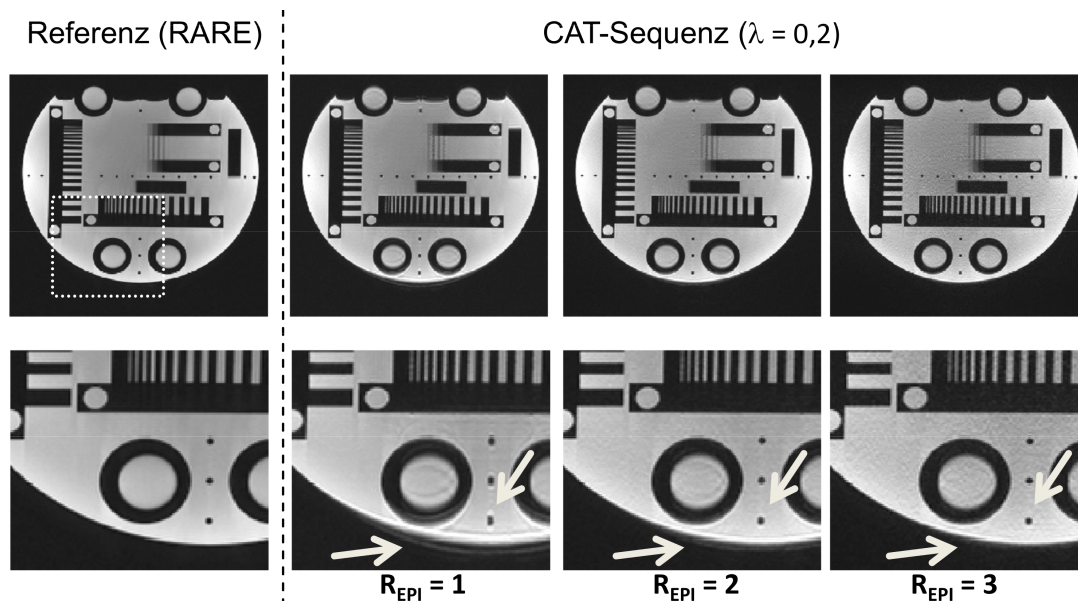 Referenz (RARE)
CAT-Sequenz (λ = 0,2)
R_EPI = 1
R_EPI = 2
R_EPI = 3